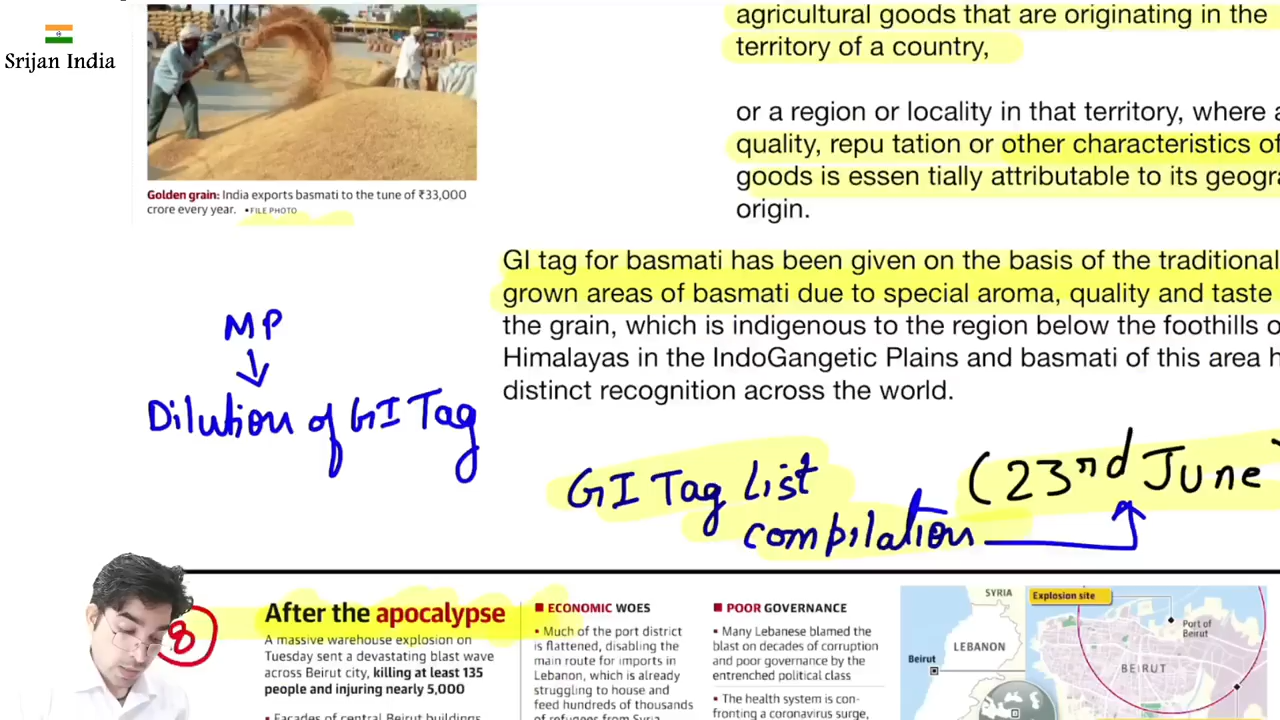 Srijan India
Golden grain: India exports basmati to the tune of ₹33,000
crore every year. •FILE PHOTO
agricultural goods that are originating in the
territory of a country,
or a region or locality in that territory, where a
quality, repu tation or other characteristics of
goods is essen tially attributable to its geogra
origin.
GI tag for basmati has been given on the basis of the traditional
grown areas of basmati due to special aroma, quality and taste
the grain, which is indigenous to the region below the foothills o
Himalayas in the IndoGangetic Plains and basmati of this area h
distinct recognition across the world.
MP
Dilution of GI Tag
GI Tag list
compilation
(23rd June)
8
After the apocalypse
A massive warehouse explosion on
Tuesday sent a devastating blast wave
across Beirut city, killing at least 135
people and injuring nearly 5,000
• Facades of central Beirut buildings
■ ECONOMIC WOES
• Much of the port district
is flattened, disabling the
main route for imports in
Lebanon, which is already
struggling to house and
feed hundreds of thousands
of refugees from Syria
■ POOR GOVERNANCE
• Many Lebanese blamed the
blast on decades of corruption
and poor governance by the
entrenched political class
• The health system is con-
fronting a coronavirus surge,
SYRIA
LEBANON
Beirut
Explosion site
Port of
Beirut
BEIRUT